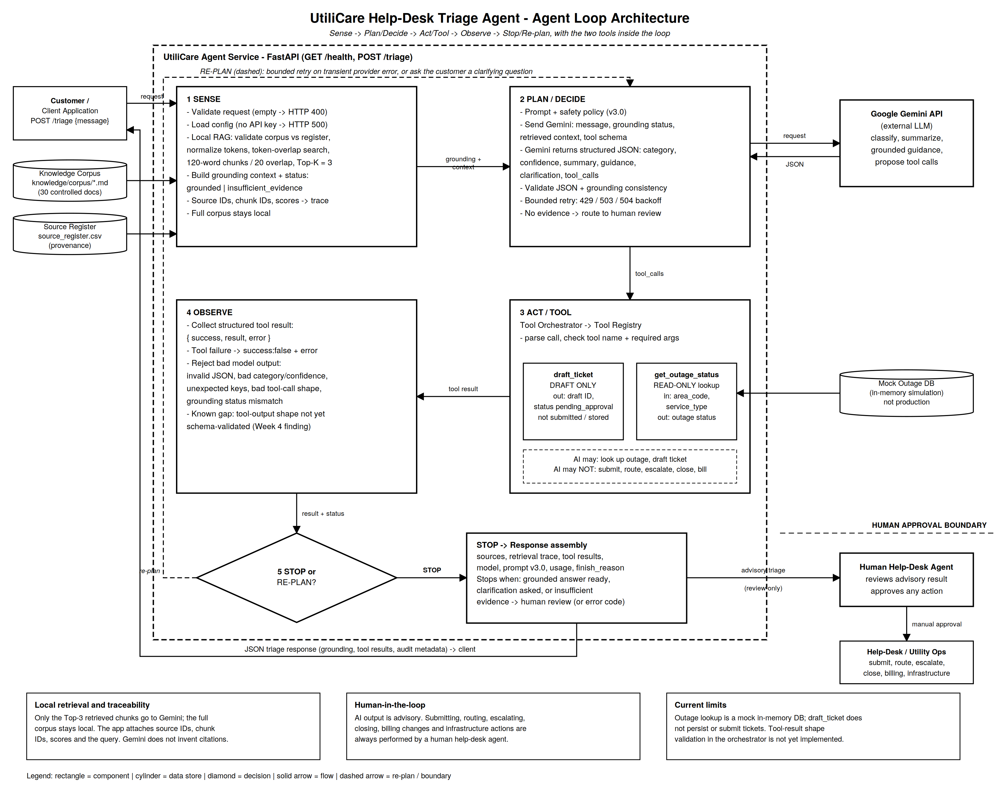 UtiliCare Help-Desk Triage Agent - Agent Loop Architecture
Sense -> Plan/Decide -> Act/Tool -> Observe -> Stop/Re-plan, with the two tools inside the loop
UtiliCare Agent Service - FastAPI (GET /health, POST /triage)
RE-PLAN (dashed): bounded retry on transient provider error, or ask the customer a clarifying question
Customer /
Client Application
POST /triage {message}
request
Knowledge Corpus
knowledge/corpus/*.md
(30 controlled docs)
Source Register
source_register.csv
(provenance)
1 SENSE
- Validate request (empty -> HTTP 400)
- Load config (no API key -> HTTP 500)
- Local RAG: validate corpus vs register,
normalize tokens, token-overlap search,
120-word chunks / 20 overlap, Top-K = 3
- Build grounding context + status:
grounded | insufficient_evidence
- Source IDs, chunk IDs, scores -> trace
- Full corpus stays local
grounding +
context
2 PLAN / DECIDE
- Prompt + safety policy (v3.0)
- Send Gemini: message, grounding status,
retrieved context, tool schema
- Gemini returns structured JSON: category,
confidence, summary, guidance,
clarification, tool_calls
- Validate JSON + grounding consistency
- Bounded retry: 429 / 503 / 504 backoff
- No evidence -> route to human review
request
JSON
Google Gemini API
(external LLM)
classify, summarize,
grounded guidance,
propose tool calls
tool_calls
4 OBSERVE
- Collect structured tool result:
{ success, result, error }
- Tool failure -> success:false + error
- Reject bad model output:
invalid JSON, bad category/confidence,
unexpected keys, bad tool-call shape,
grounding status mismatch
- Known gap: tool-output shape not yet
schema-validated (Week 4 finding)
tool result
3 ACT / TOOL
Tool Orchestrator -> Tool Registry
- parse call, check tool name + required args
draft_ticket
DRAFT ONLY
out: draft ID,
status pending_approval
not submitted / stored
get_outage_status
READ-ONLY lookup
in: area_code,
service_type
out: outage status
AI may: look up outage, draft ticket
AI may NOT: submit, route, escalate, close, bill
Mock Outage DB
(in-memory simulation)
not production
result + status
HUMAN APPROVAL BOUNDARY
re-plan
5 STOP or
RE-PLAN?
STOP
STOP -> Response assembly
sources, retrieval trace, tool results,
model, prompt v3.0, usage, finish_reason
Stops when: grounded answer ready,
clarification asked, or insufficient
evidence -> human review (or error code)
advisory triage
(review only)
Human Help-Desk Agent
reviews advisory result
approves any action
manual approval
Help-Desk / Utility Ops
submit, route, escalate,
close, billing, infrastructure
JSON triage response (grounding, tool results, audit metadata) -> client
Local retrieval and traceability
Only the Top-3 retrieved chunks go to Gemini; the full
corpus stays local. The app attaches source IDs, chunk
IDs, scores and the query. Gemini does not invent citations.
Human-in-the-loop
AI output is advisory. Submitting, routing, escalating,
closing, billing changes and infrastructure actions are
always performed by a human help-desk agent.
Current limits
Outage lookup is a mock in-memory DB; draft_ticket does
not persist or submit tickets. Tool-result shape
validation in the orchestrator is not yet implemented.
Legend: rectangle = component | cylinder = data store | diamond = decision | solid arrow = flow | dashed arrow = re-plan / boundary